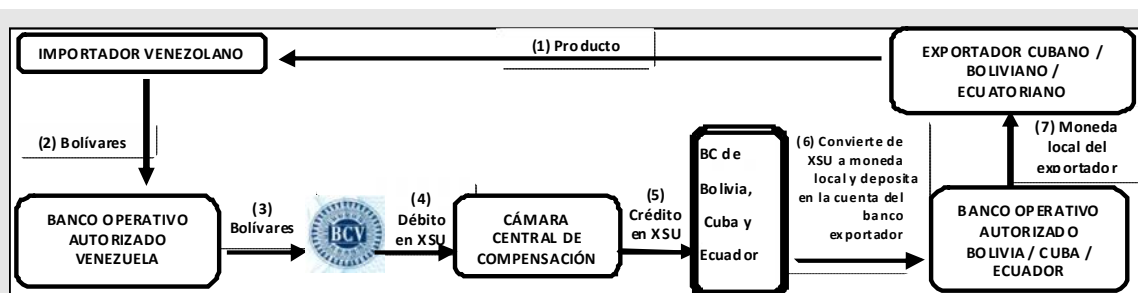 IMPORTADOR VENEZOLANO
(1) Producto
EXPORTADOR CUBANO /
BOLIVIANO /
ECUATORIANO
(2) Bolívares
(7) Moneda
local del
exportador
BANCO OPERATIVO
AUTORIZADO
VENEZUELA
(3)
Bolívares
BCV
(4)
Débito
en XSU
CÁMARA
CENTRAL DE
COMPENSACIÓN
(5)
Crédito
en XSU
BC de
Bolivia,
Cuba y
Ecuador
(6) Convierte de
XSU a moneda
local y deposita
en la cuenta del
banco
exportador
BANCO OPERATIVO
AUTORIZADO
BOLIVIA / CUBA /
ECUADOR